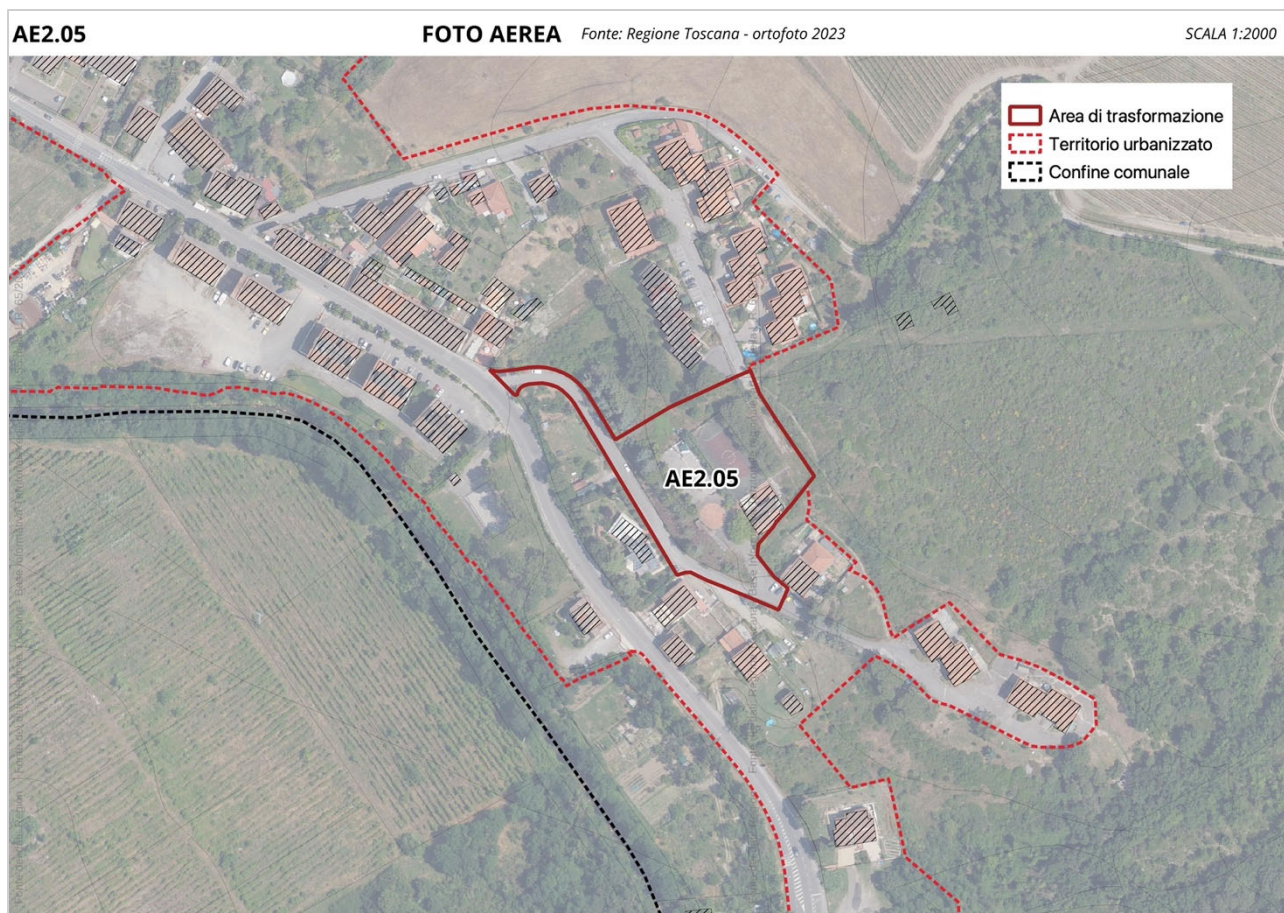 AE2.05
FOTO AEREA
Fonte: Regione Toscana - ortofoto 2023
SCALA 1:2000
Area di trasformazione
Territorio urbanizzato
Confine comunale
AE2.05